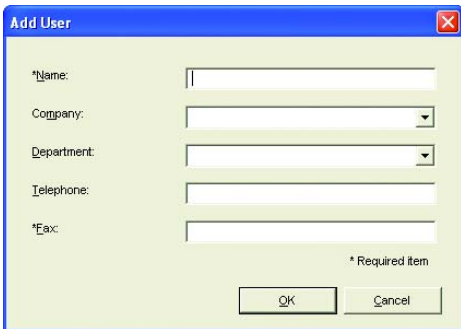 Add User
*Name:
Company:
Department:
Telephone:
*Fax:
* Required item
OK Cancel